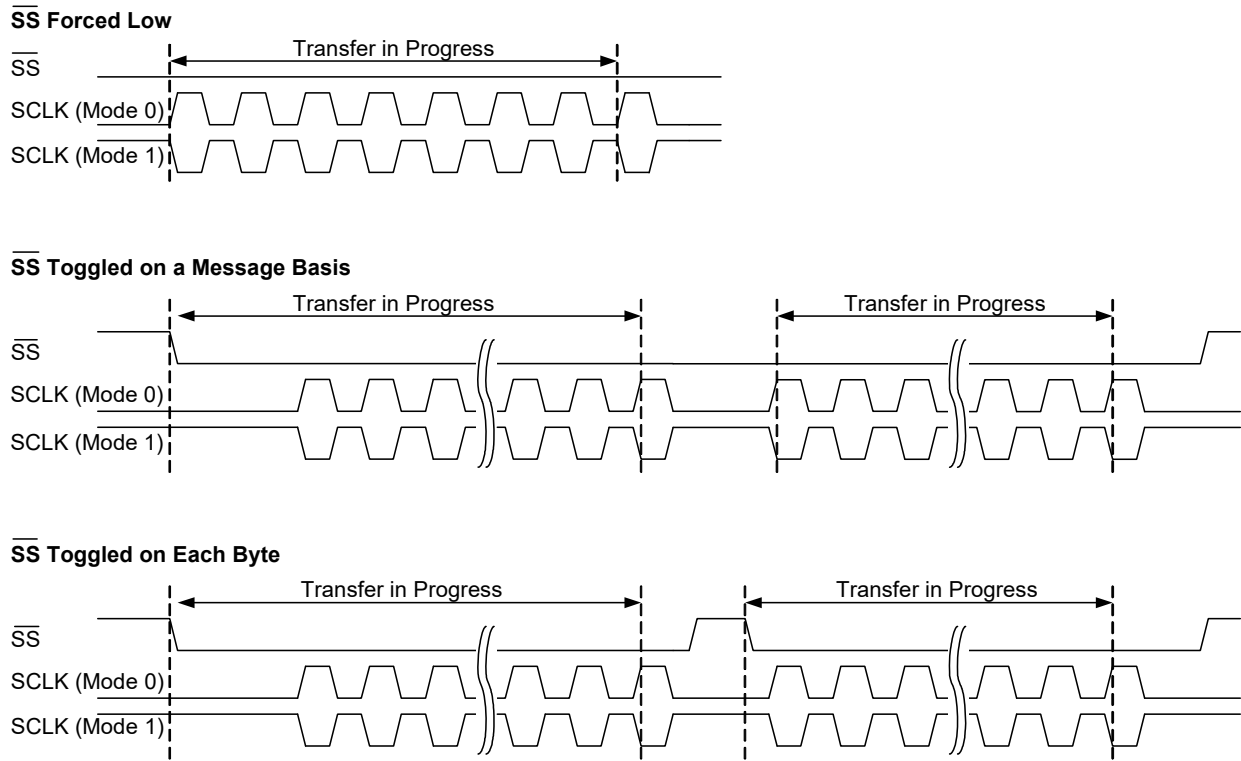 SS Forced Low
Transfer in Progress
SS
SCLK (Mode 0)
SCLK (Mode 1)
SS Toggled on a Message Basis
Transfer in Progress Transfer in Progress
SS
SCLK (Mode 0)
SCLK (Mode 1)
SS Toggled on Each Byte
Transfer in Progress Transfer in Progress
SS
SCLK (Mode 0)
SCLK (Mode 1)